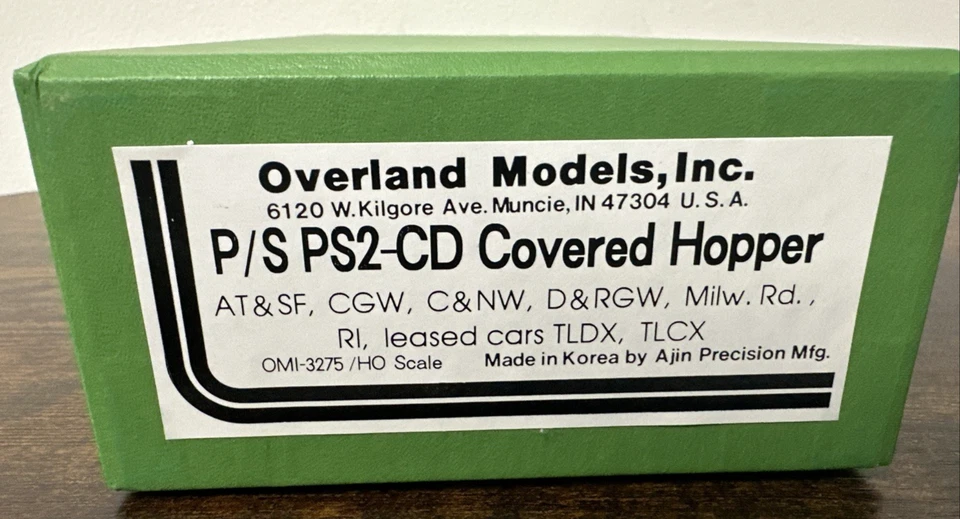 Overland Models, Inc.
6120 W. Kilgore Ave. Muncie, IN 47304 U. S. A.
P/S PS2-CD Covered Hopper
AT&SF, CGW, C&NW, D&RGW, Milw. Rd. ,
RI, leased cars TLDX, TLCX
OMI-3275 /HO Scale Made in Korea by Ajin Precision Mfg.